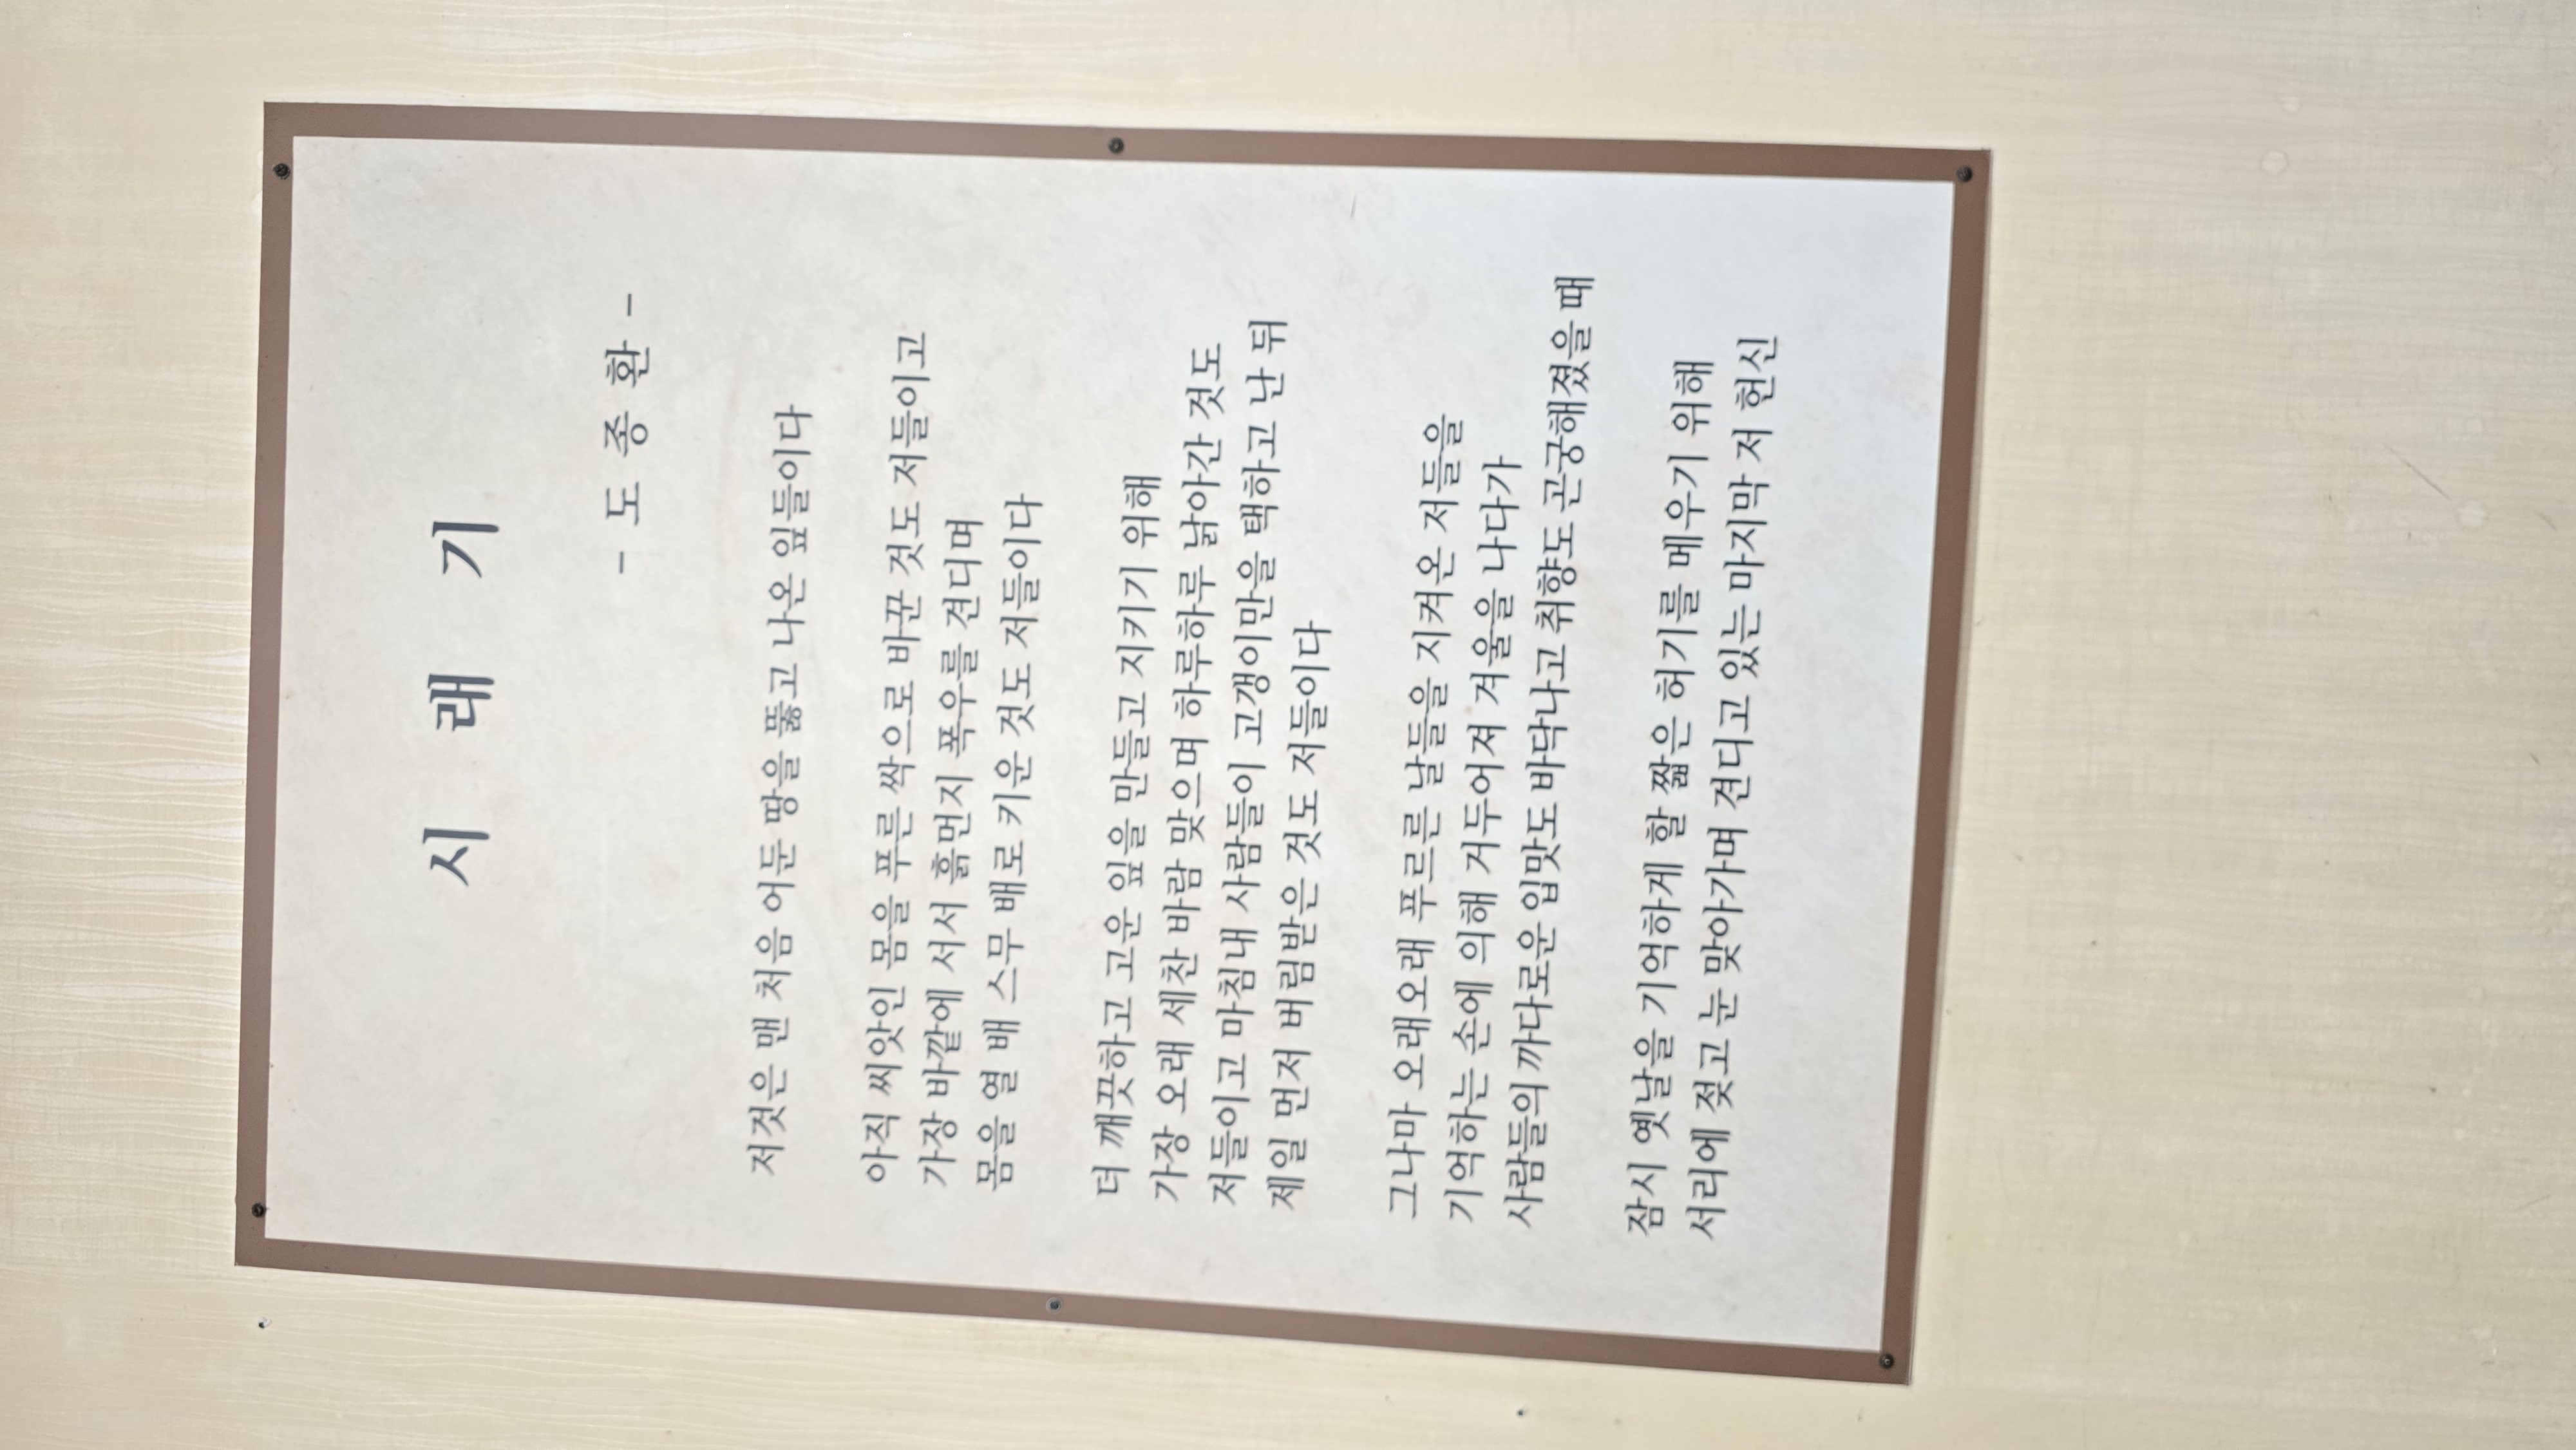 시 래 기
- 도 종 환 -
저것은 맨 처음 어둔 땅을 뚫고 나온 잎들이다
아직 씨앗인 몸을 푸른 싹으로 바꾼 것도 저들이고
가장 바깥에 서서 흙먼지 폭우를 견디며
몸을 열 배 스무 배로 키운 것도 저들이다
더 깨끗하고 고운 잎을 만들고 지키기 위해
가장 오래 세찬 바람 맞으며 하루하루 낡아간 것도
저들이고 마침내 사람들이 고갱이만을 택하고 난 뒤
제일 먼저 버림받은 것도 저들이다
그나마 오래오래 푸르른 날들을 지켜온 저들을
기억하는 손에 의해 거두어져 겨울을 나다가
사람들의 까다로운 입맛도 바닥나고 취향도 곤궁해졌을 때
잠시 옛날을 기억하게 할 짧은 허기를 메우기 위해
서리에 젖고 눈 맞아가며 견디고 있는 마지막 저 헌신